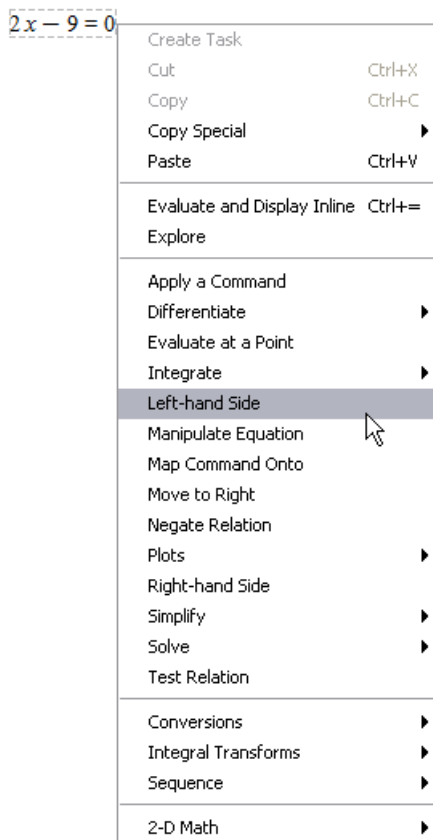 2 x − 9 = 0
Create Task
Cut Ctrl+X
Copy Ctrl+C
Copy Special
Paste Ctrl+V
Evaluate and Display Inline Ctrl+=
Explore
Apply a Command
Differentiate
Evaluate at a Point
Integrate
Left-hand Side
Manipulate Equation
Map Command Onto
Move to Right
Negate Relation
Plots
Right-hand Side
Simplify
Solve
Test Relation
Conversions
Integral Transforms
Sequence
2-D Math